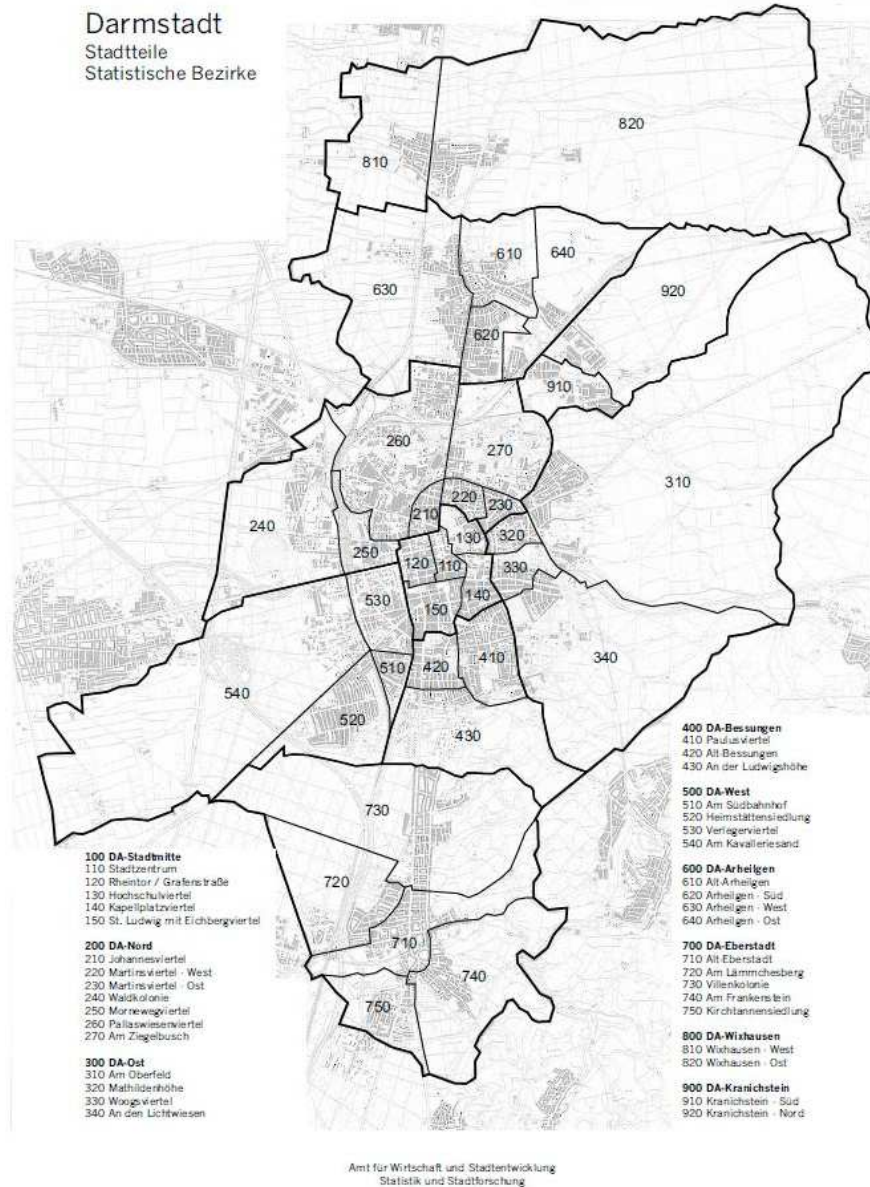 Darmstadt
Stadtteile
Statistische Bezirke
820
810
610
640
630
920
620
910
260
270
310
220
230
210
240
130
320
250
120
110
330
530
140
150
340
510
420
410
540
520
430
730
720
710
740
750
100 DA-Stadtmitte
110 Stadtzentrum
120 Rheintor / Grafenstraße
130 Hochschulviertel
140 Kapellplatzviertel
150 St. Ludwig mit Eichbergviertel
200 DA-Nord
210 Johannesviertel
220 Martinsviertel - West
230 Martinsviertel - Ost
240 Waldkolonie
250 Mornewegviertel
260 Pallaswiesenviertel
270 Am Ziegelbusch
300 DA-Ost
310 Am Oberfeld
320 Mathildenhöhe
330 Woogsviertel
340 An den Lichtwiesen
400 DA-Bessungen
410 Paulusviertel
420 Alt-Bessungen
430 An der Ludwigshöhe
500 DA-West
510 Am Südbahnhof
520 Heimstättensiedlung
530 Verlegerviertel
540 Am Kavalleriesand
600 DA-Arheilgen
610 Alt-Arheilgen
620 Arheilgen - Süd
630 Arheilgen - West
640 Arheilgen - Ost
700 DA-Eberstadt
710 Alt-Eberstadt
720 Am Lämmchesberg
730 Villenkolonie
740 Am Frankenstein
750 Kirchtannensiedlung
800 DA-Wixhausen
810 Wixhausen - West
820 Wixhausen - Ost
900 DA-Kranichstein
910 Kranichstein - Süd
920 Kranichstein - Nord
Amt für Wirtschaft und Stadtentwicklung
Statistik und Stadtforschung